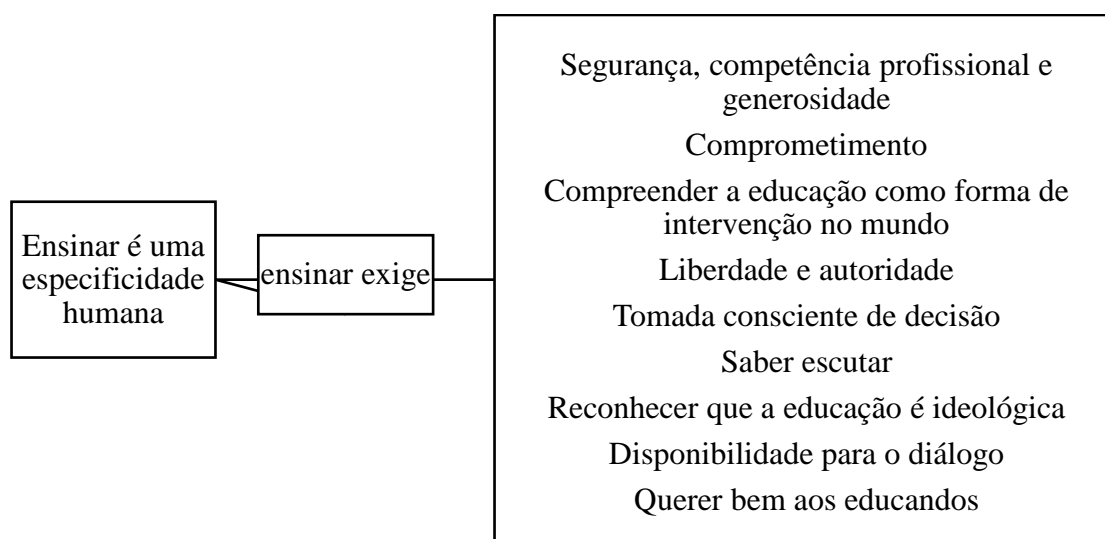 Ensinar é uma
especificidade
humana
ensinar exige
Segurança, competência profissional e
generosidade
Comprometimento
Compreender a educação como forma de
intervenção no mundo
Liberdade e autoridade
Tomada consciente de decisão
Saber escutar
Reconhecer que a educação é ideológica
Disponibilidade para o diálogo
Querer bem aos educandos